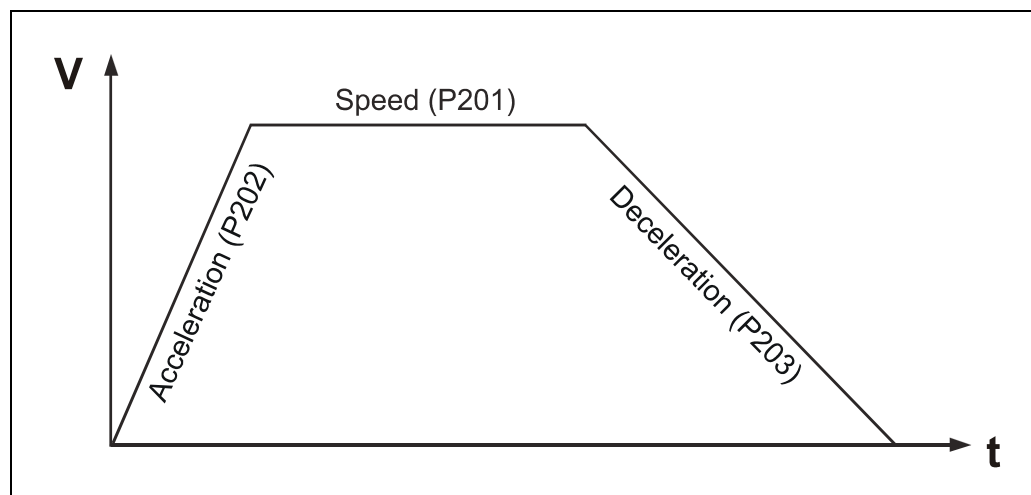 V
Speed (P201)
Acceleration (P202)
Deceleration (P203)
t